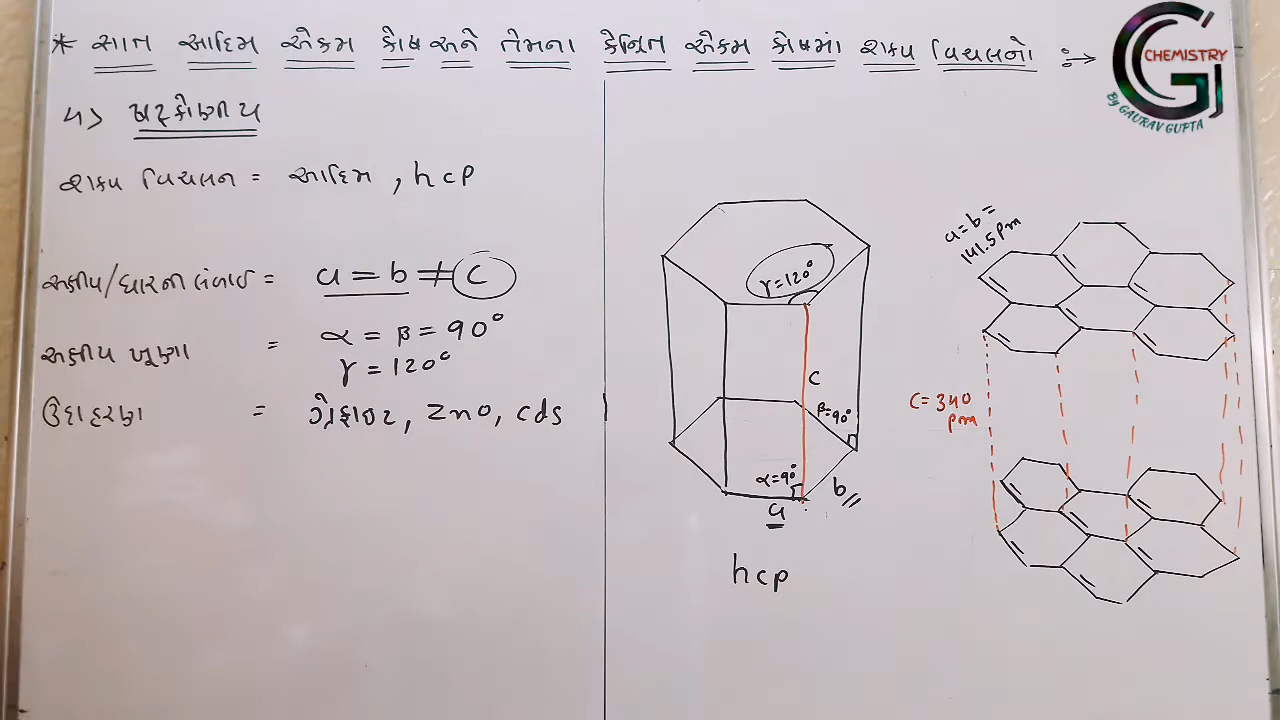 * સાત આદિમ એકમ કોષ અને તેમના કેન્દ્રિત એકમ કોષમાં શક્ય વિચલનો :→
૫> ષટ્કોણીય
શક્ય વિચલન = આદિમ , hcp
અક્ષીય/ધારની લંબાઈ = a = b ≠ c
અક્ષીય ખૂણા = α = β = 90°
γ = 120°
ઉદાહરણ = ગ્રેફાઇટ, ZnO, cds
γ = 120°
c
β = 90°
α = 90°
b
a
hcp
a = b =
141.5 pm
C = 340
pm
CHEMISTRY
G
By GAURAV GUPTA